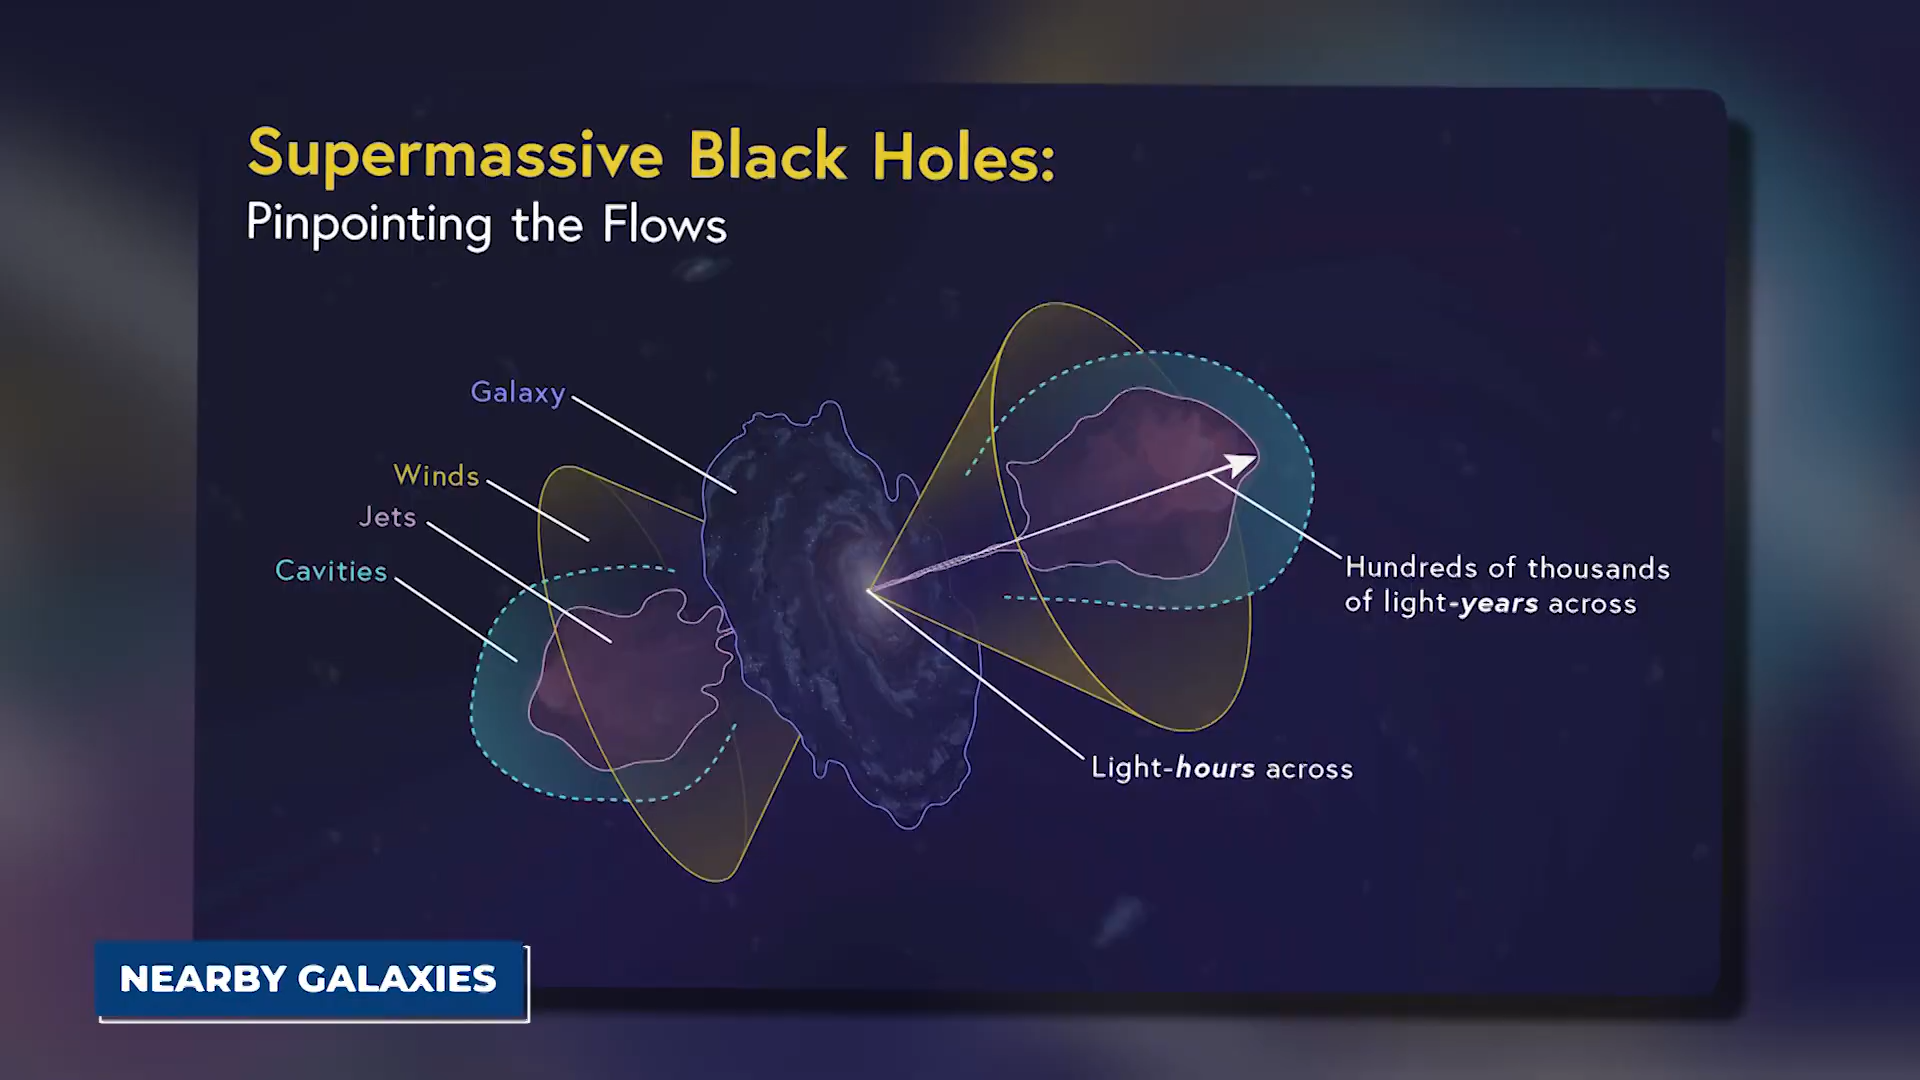 Supermassive Black Holes:
Pinpointing the Flows
Galaxy
Winds
Jets
Cavities
Hundreds of thousands
of light-years across
Light-hours across
NEARBY GALAXIES